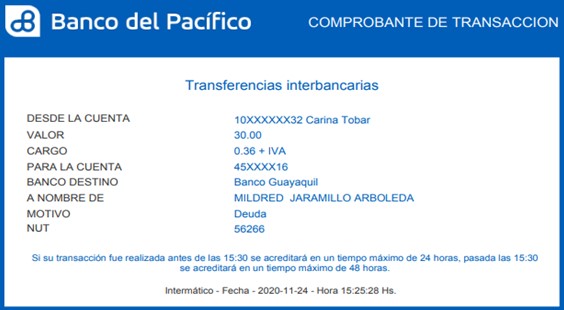 Banco del Pacífico
COMPROBANTE DE TRANSACCION
Transferencias interbancarias
DESDE LA CUENTA 10XXXXXX32 Carina Tobar
VALOR 30.00
CARGO 0.36 + IVA
PARA LA CUENTA 45XXXX16
BANCO DESTINO Banco Guayaquil
A NOMBRE DE MILDRED JARAMILLO ARBOLEDA
MOTIVO Deuda
NUT 56266
Si su transacción fue realizada antes de las 15:30 se acreditará en un tiempo máximo de 24 horas, pasada las 15:30
se acreditará en un tiempo máximo de 48 horas.
Intermático - Fecha - 2020-11-24 - Hora 15:25:28 Hs.